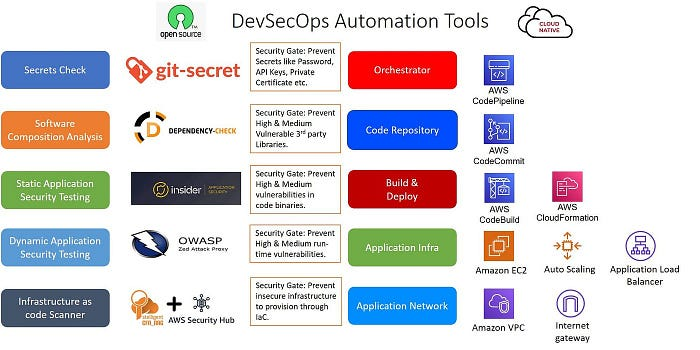 open source
DevSecOps Automation Tools
CLOUD
NATIVE
Secrets Check
git-secret
Security Gate: Prevent
Secrets like Password,
API Keys, Private
Certificate etc.
Orchestrator
AWS
CodePipeline
Software
Composition Analysis
DEPENDENCY-CHECK
Security Gate: Prevent
High & Medium
Vulnerable 3rd party
Libraries.
Code Repository
AWS
CodeCommit
Static Application
Security Testing
insider
APPLICATION
SECURITY
Security Gate: Prevent
High & Medium
vulnerabilities in
code binaries.
Build &
Deploy
AWS
CodeBuild
AWS
CloudFormation
Dynamic Application
Security Testing
OWASP
Zed Attack Proxy
Security Gate: Prevent
High & Medium run-
time vulnerabilities.
Application Infra
Amazon EC2
Auto Scaling
Application Load
Balancer
Infrastructure as
code Scanner
cfn_nag
+
AWS Security Hub
Security Gate: Prevent
insecure infrastructure
to provision through
IaC.
Application Network
Amazon VPC
Internet
gateway